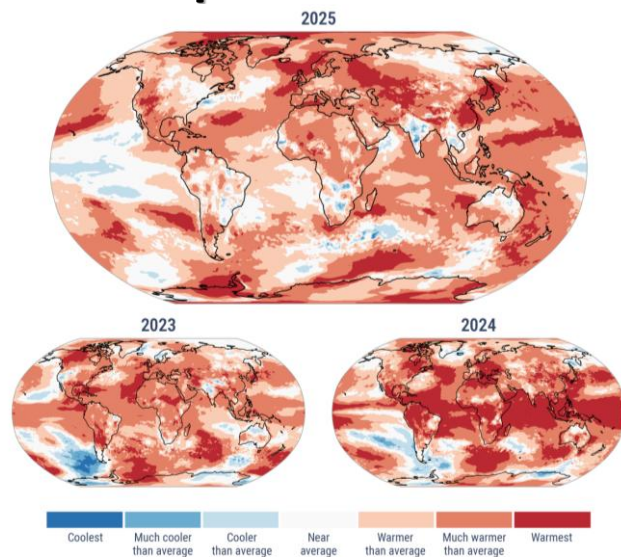 2025
2023
2024
Coolest
Much cooler
than average
Cooler
than average
Near
average
Warmer
than average
Much warmer
than average
Warmest